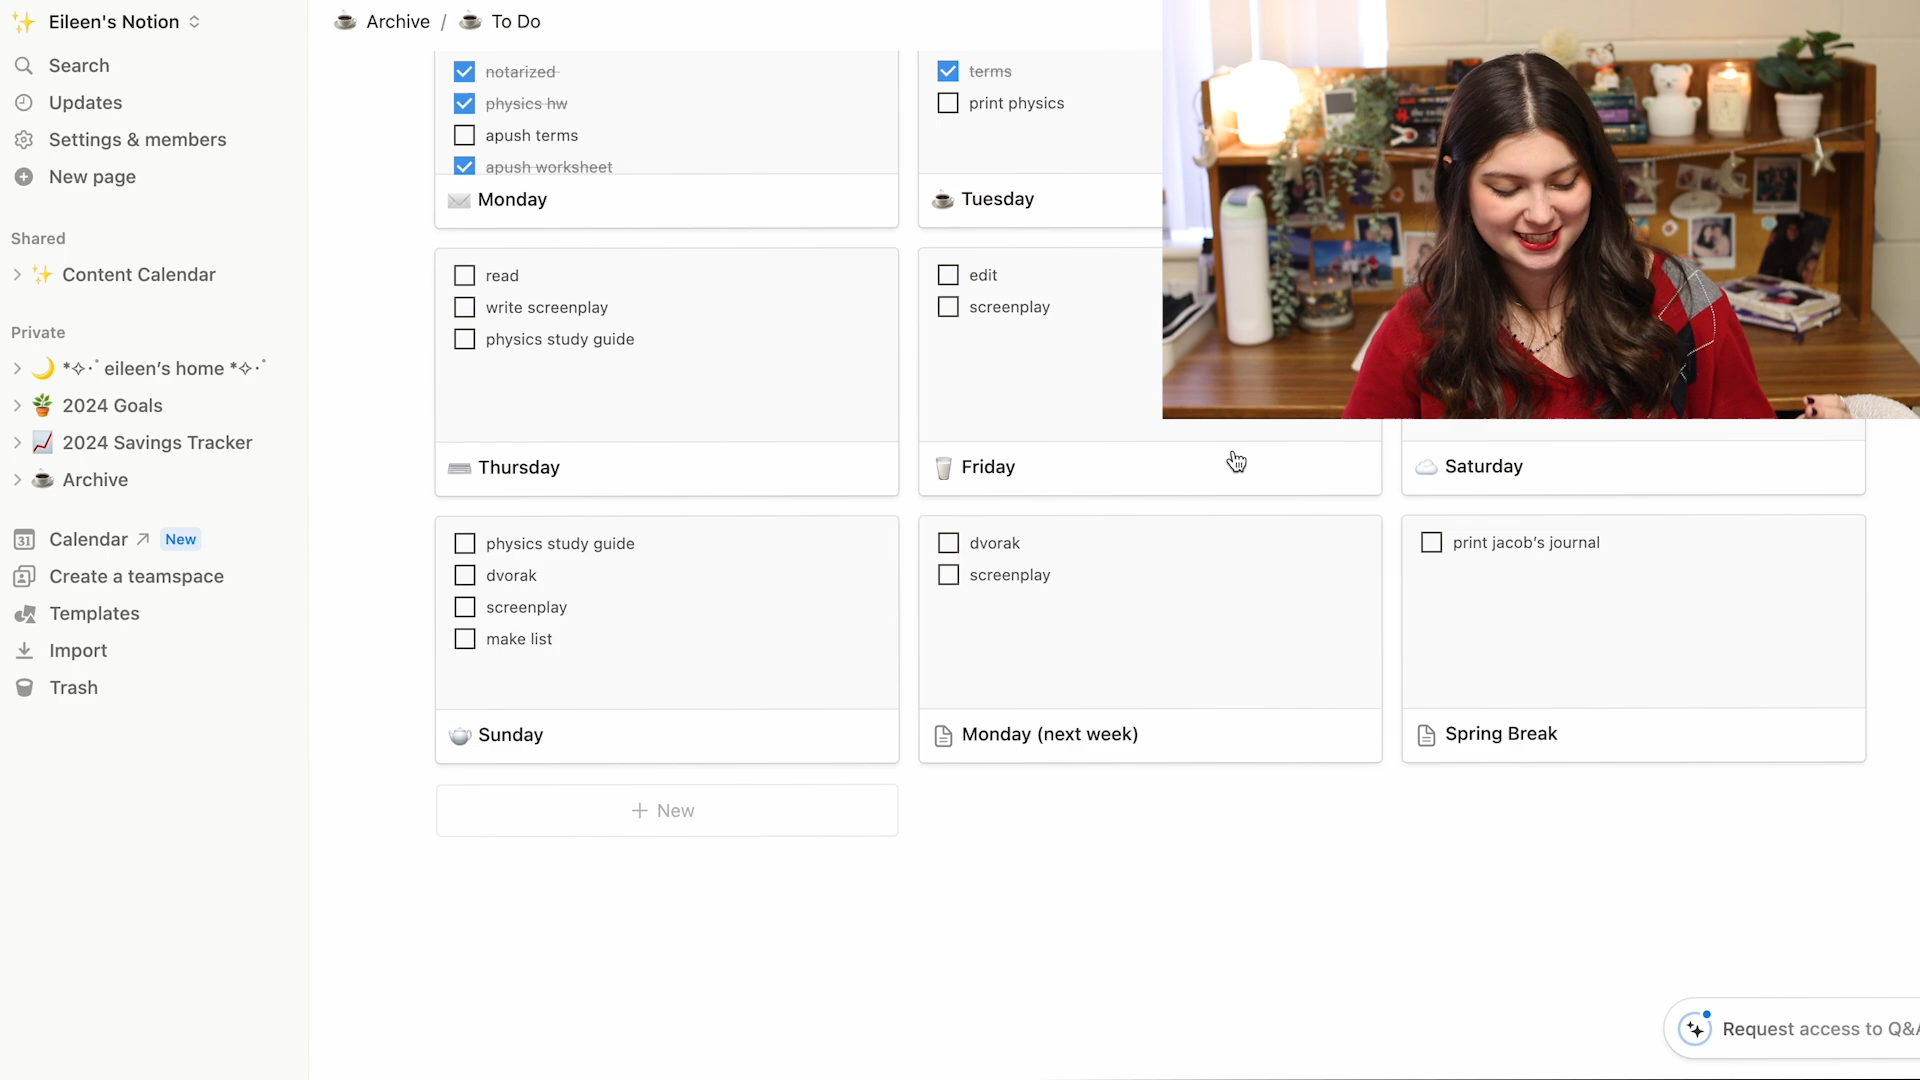 Eileen's Notion
Search
Updates
Settings & members
New page
Shared
Content Calendar
Private
*✧·˚ eileen's home *✧·˚
2024 Goals
2024 Savings Tracker
Archive
31 Calendar ↗ New
Create a teamspace
Templates
Import
Trash
Archive / To Do
notarized
physics hw
apush terms
apush worksheet
Monday
terms
print physics
Tuesday
read
write screenplay
physics study guide
Thursday
edit
screenplay
Friday
Saturday
physics study guide
dvorak
screenplay
make list
Sunday
dvorak
screenplay
Monday (next week)
print jacob's journal
Spring Break
+ New
Request access to Q&A